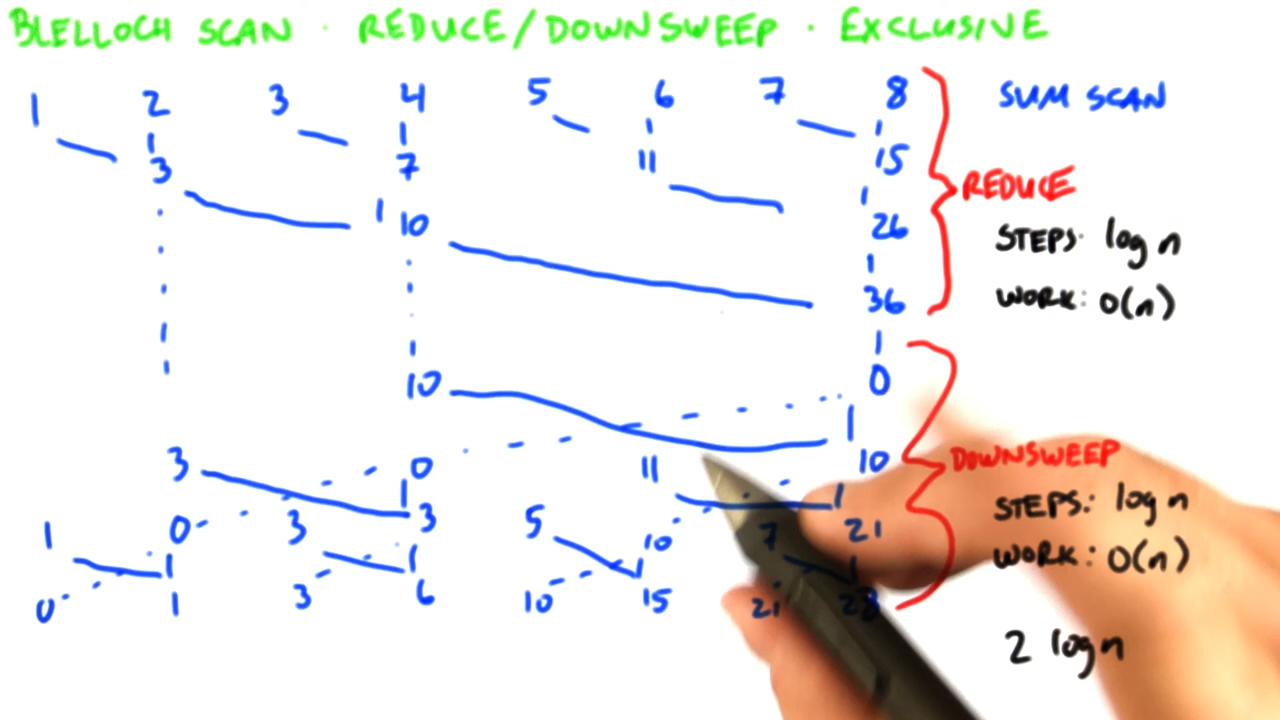 BLELLOCH SCAN · REDUCE/DOWNSWEEP · EXCLUSIVE
1 2 3 4 5 6 7 8 SUM SCAN
3 7 11 15
REDUCE
10 26
STEPS: log n
36 WORK: O(n)
10 0
3 0 11 10 DOWNSWEEP
1 0 3 3 5 10 7 21 STEPS: log n
WORK: O(n)
0 1 3 6 10 15 21 28
2 log n